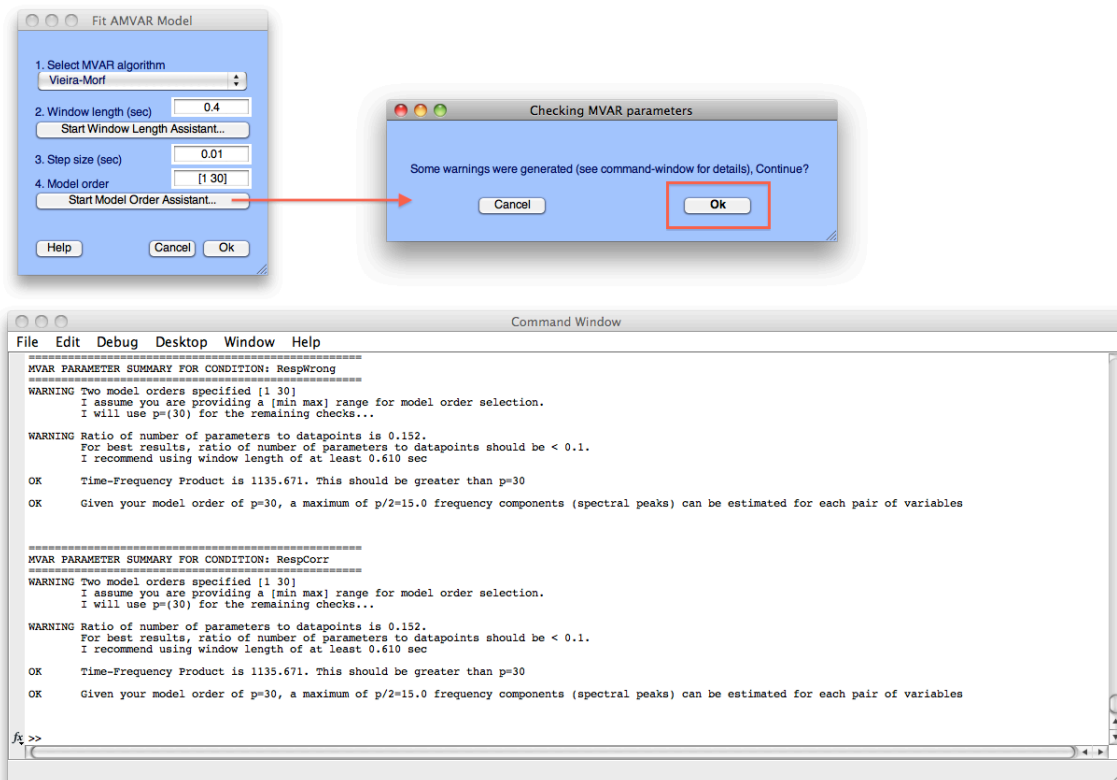 Fit AMVAR Model
1. Select MVAR algorithm
Vieira-Morf
2. Window length (sec) 0.4
Start Window Length Assistant...
3. Step size (sec) 0.01
4. Model order [1 30]
Start Model Order Assistant...
Help Cancel Ok
Checking MVAR parameters
Some warnings were generated (see command-window for details), Continue?
Cancel Ok
Command Window
File Edit Debug Desktop Window Help
==================================================
MVAR PARAMETER SUMMARY FOR CONDITION: RespWrong
==================================================
WARNING Two model orders specified [1 30]
I assume you are providing a [min max] range for model order selection.
I will use p=(30) for the remaining checks...
WARNING Ratio of number of parameters to datapoints is 0.152.
For best results, ratio of number of parameters to datapoints should be < 0.1.
I recommend using window length of at least 0.610 sec
OK Time-Frequency Product is 1135.671. This should be greater than p=30
OK Given your model order of p=30, a maximum of p/2=15.0 frequency components (spectral peaks) can be estimated for each pair of variables
==================================================
MVAR PARAMETER SUMMARY FOR CONDITION: RespCorr
==================================================
WARNING Two model orders specified [1 30]
I assume you are providing a [min max] range for model order selection.
I will use p=(30) for the remaining checks...
WARNING Ratio of number of parameters to datapoints is 0.152.
For best results, ratio of number of parameters to datapoints should be < 0.1.
I recommend using window length of at least 0.610 sec
OK Time-Frequency Product is 1135.671. This should be greater than p=30
OK Given your model order of p=30, a maximum of p/2=15.0 frequency components (spectral peaks) can be estimated for each pair of variables
fx >>